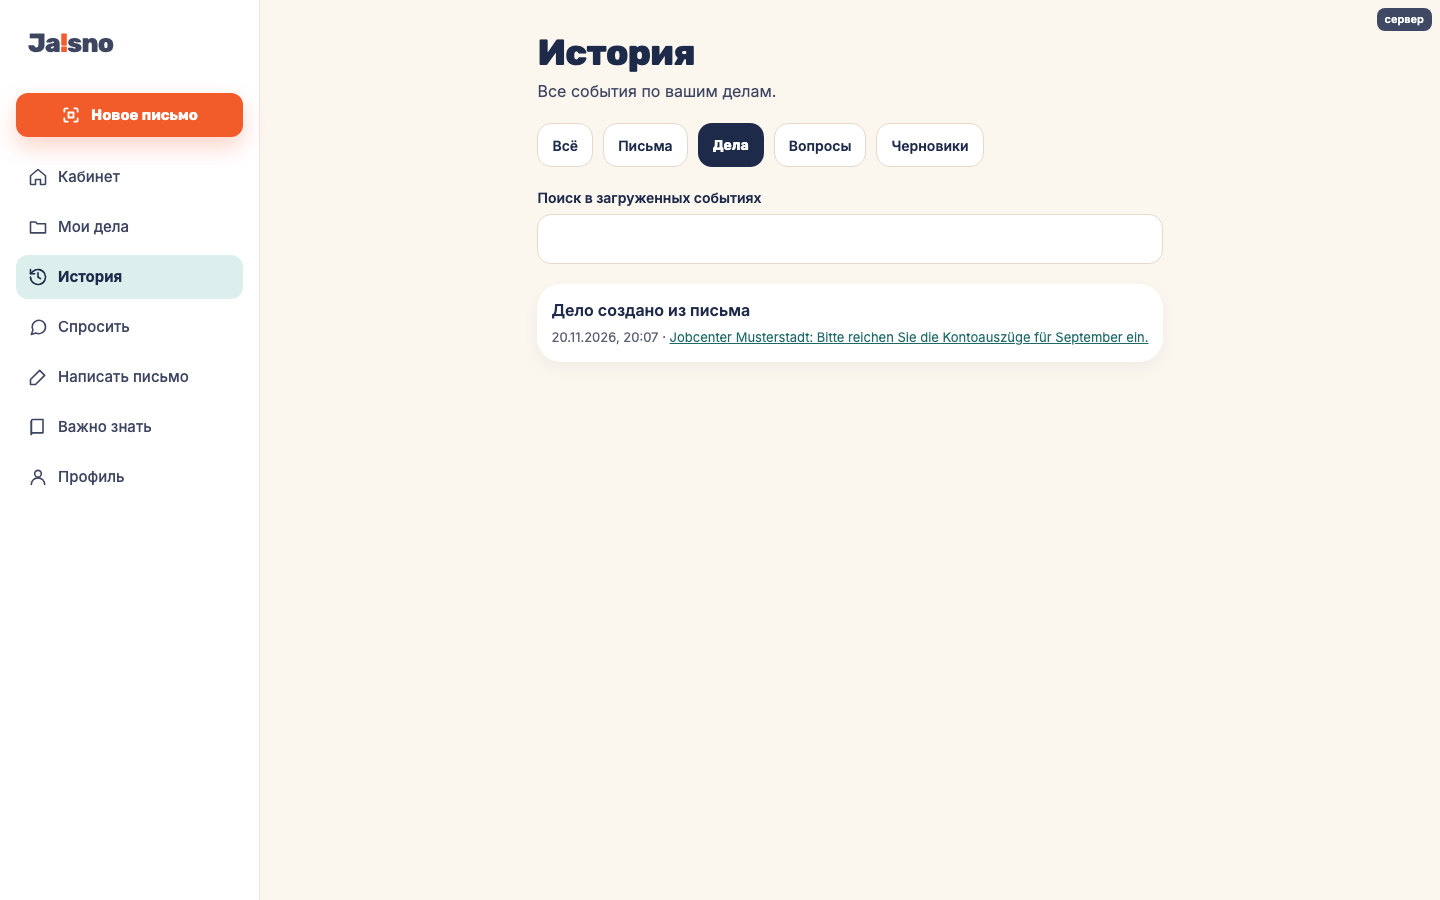 Ja!sno
сервер
Новое письмо
Кабинет
Мои дела
История
Спросить
Написать письмо
Важно знать
Профиль
История
Все события по вашим делам.
Всё Письма Дела Вопросы Черновики
Поиск в загруженных событиях
Дело создано из письма
20.11.2026, 20:07 · Jobcenter Musterstadt: Bitte reichen Sie die Kontoauszüge für September ein.